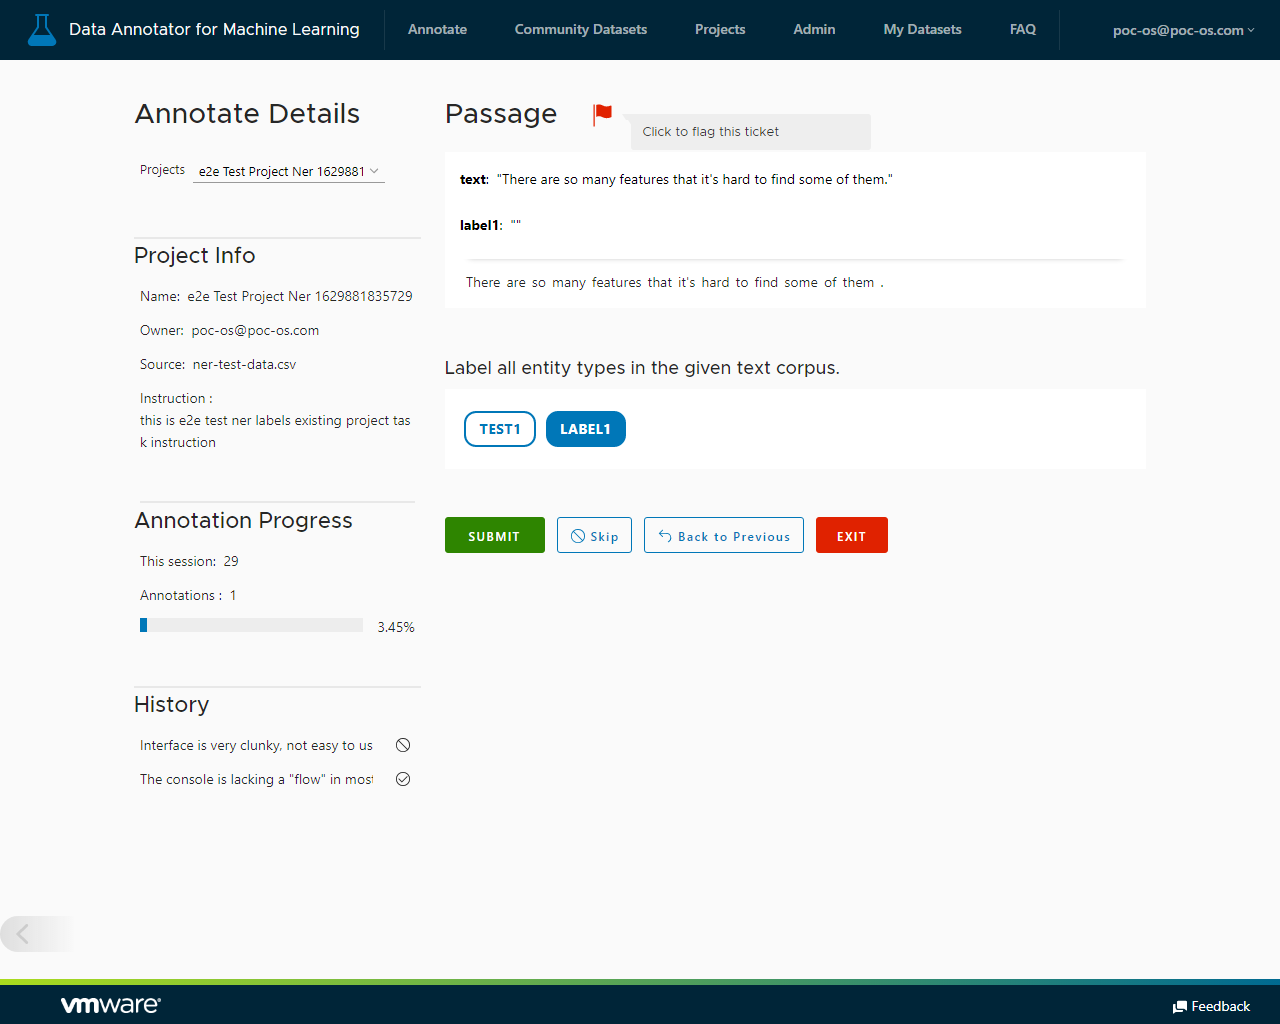 Data Annotator for Machine Learning
Annotate
Community Datasets
Projects
Admin
My Datasets
FAQ
poc-os@poc-os.com
Annotate Details
Projects
e2e Test Project Ner 1629881
Project Info
Name: e2e Test Project Ner 1629881835729
Owner: poc-os@poc-os.com
Source: ner-test-data.csv
Instruction :
this is e2e test ner labels existing project tas
k instruction
Annotation Progress
This session: 29
Annotations : 1
3.45%
History
Interface is very clunky, not easy to us
The console is lacking a "flow" in most
Passage
Click to flag this ticket
text: "There are so many features that it's hard to find some of them."
label1: ""
There are so many features that it's hard to find some of them .
Label all entity types in the given text corpus.
TEST1
LABEL1
SUBMIT
Skip
Back to Previous
EXIT
vmware
Feedback